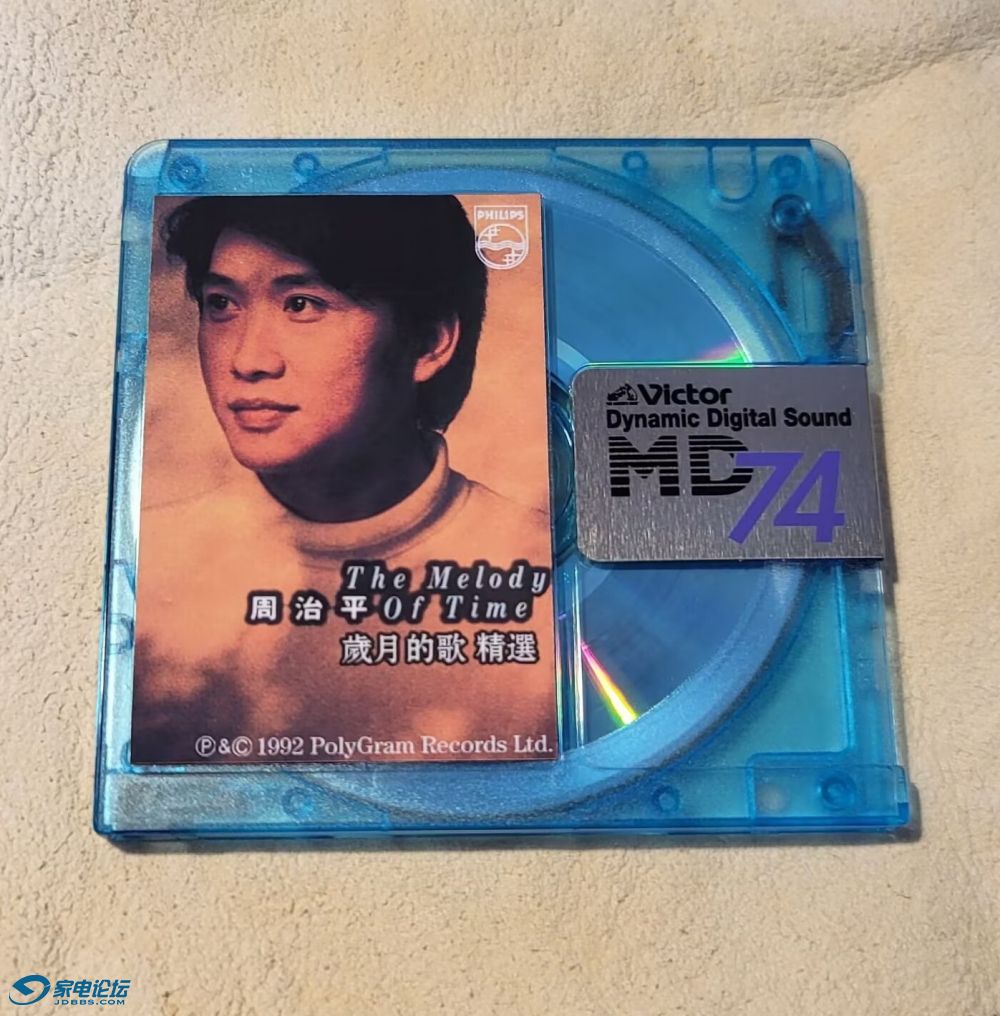 PHILIPS
Victor
Dynamic Digital Sound
MD74
The Melody
周治平 Of Time
歲月的歌 精選
Ⓟ&© 1992 PolyGram Records Ltd.
家电论坛
JDBBS.COM